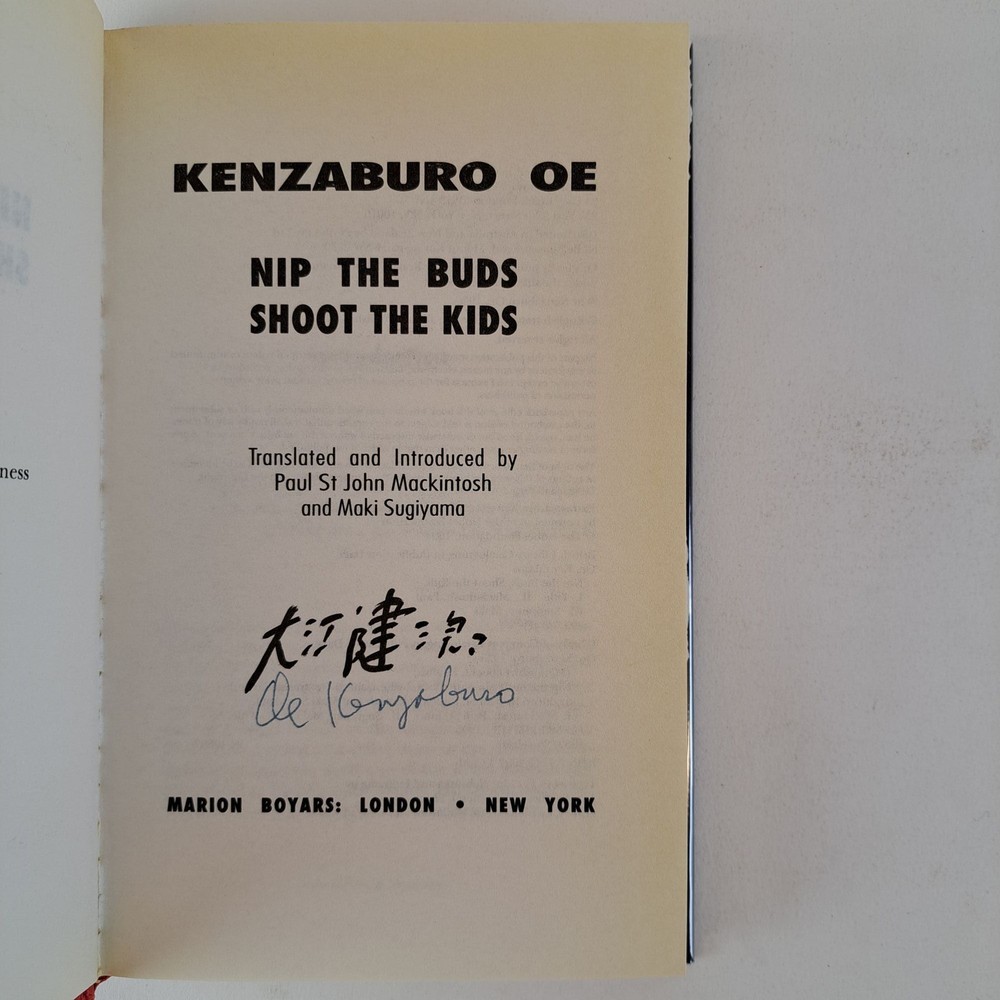 ness
KENZABURO OE
NIP THE BUDS
SHOOT THE KIDS
Translated and Introduced by
Paul St John Mackintosh
and Maki Sugiyama
大江健三郎
Oe Kenzaburo
MARION BOYARS: LONDON • NEW YORK